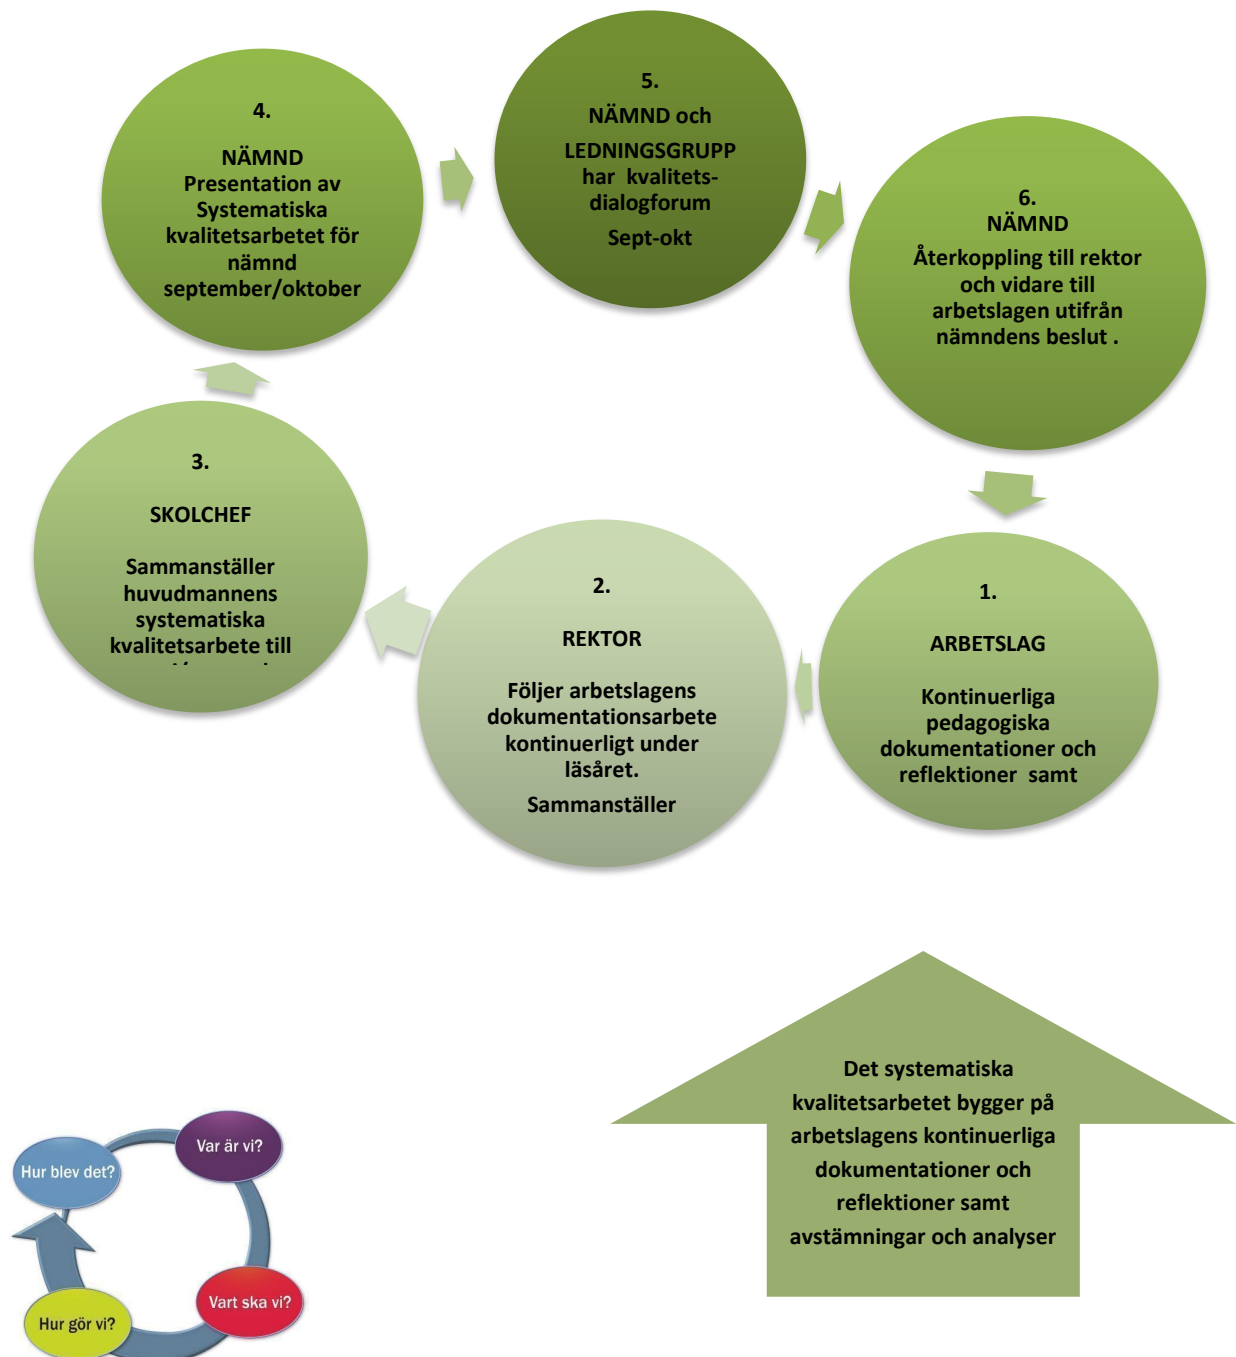 4.
NÄMND
Presentation av
Systematiska
kvalitetsarbetet för
nämnd
september/oktober
5.
NÄMND och
LEDNINGSGRUPP
har kvalitets-
dialogforum
Sept-okt
6.
NÄMND
Återkoppling till rektor
och vidare till
arbetslagen utifrån
nämndens beslut .
3.
SKOLCHEF
Sammanställer
huvudmannens
systematiska
kvalitetsarbete till
2.
REKTOR
Följer arbetslagens
dokumentationsarbete
kontinuerligt under
läsåret.
Sammanställer
1.
ARBETSLAG
Kontinuerliga
pedagogiska
dokumentationer och
reflektioner samt
Det systematiska
kvalitetsarbetet bygger på
arbetslagens kontinuerliga
dokumentationer och
reflektioner samt
avstämningar och analyser
Var är vi?
Hur blev det?
Vart ska vi?
Hur gör vi?